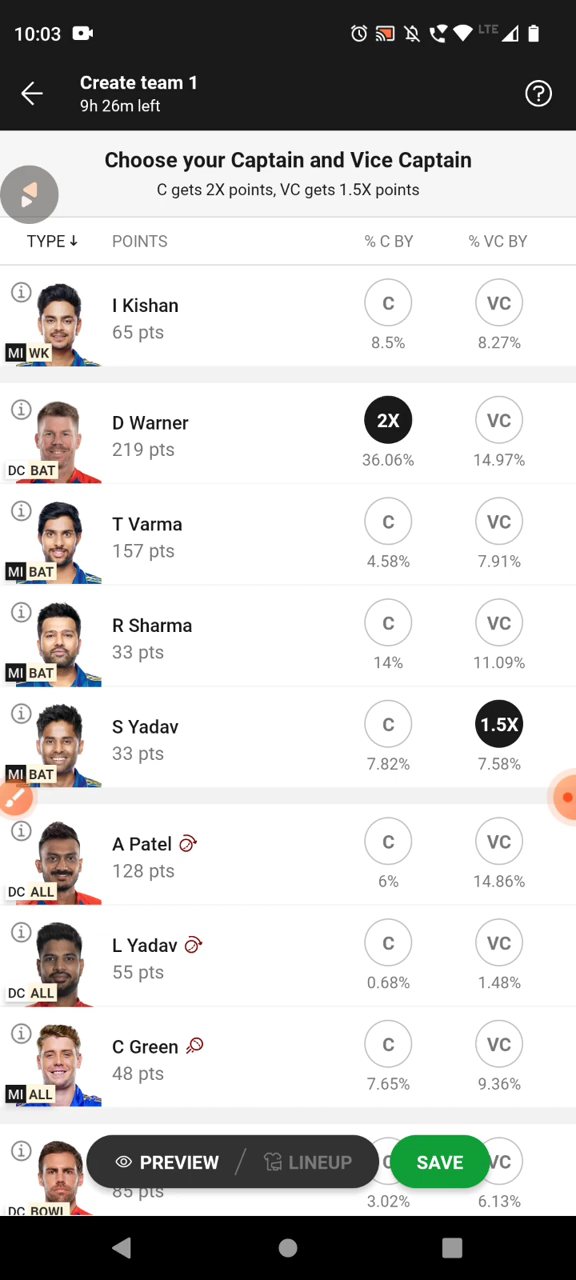 10:03 LTE
Create team 1
9h 26m left
Choose your Captain and Vice Captain
C gets 2X points, VC gets 1.5X points
TYPE↓ POINTS % C BY % VC BY
I Kishan C VC
65 pts 8.5% 8.27%
MI WK
D Warner 2X VC
219 pts 36.06% 14.97%
DC BAT
T Varma C VC
157 pts 4.58% 7.91%
MI BAT
R Sharma C VC
33 pts 14% 11.09%
MI BAT
S Yadav C 1.5X
33 pts 7.82% 7.58%
MI BAT
A Patel C VC
128 pts 6% 14.86%
DC ALL
L Yadav C VC
55 pts 0.68% 1.48%
DC ALL
C Green C VC
48 pts 7.65% 9.36%
MI ALL
PREVIEW / LINEUP C SAVE VC
85 pts 3.02% 6.13%
DC BOWL